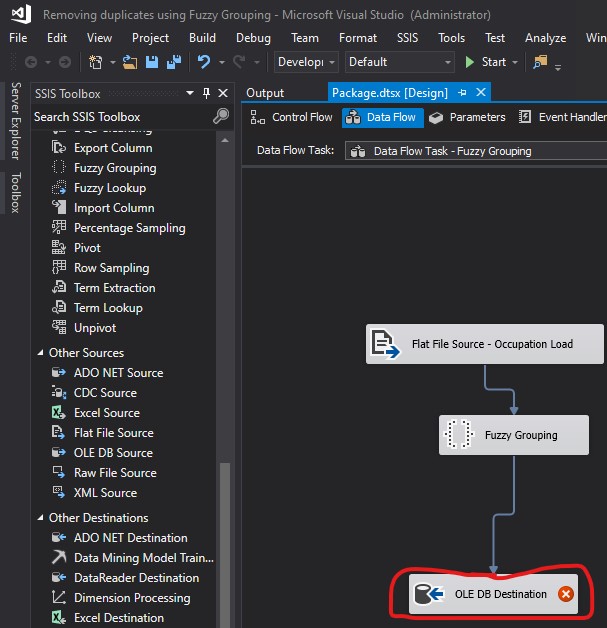 Removing duplicates using Fuzzy Grouping - Microsoft Visual Studio (Administrator)
File Edit View Project Build Debug Team Format SSIS Tools Test Analyze Win
Developı Default Start
Server Explorer
Toolbox
SSIS Toolbox
Search SSIS Toolbox
Export Column
Fuzzy Grouping
Fuzzy Lookup
Import Column
Percentage Sampling
Pivot
Row Sampling
Term Extraction
Term Lookup
Unpivot
Other Sources
ADO NET Source
CDC Source
Excel Source
Flat File Source
OLE DB Source
Raw File Source
XML Source
Other Destinations
ADO NET Destination
Data Mining Model Train...
DataReader Destination
Dimension Processing
Excel Destination
Output Package.dtsx [Design]
Control Flow Data Flow Parameters Event Handler
Data Flow Task: Data Flow Task - Fuzzy Grouping
Flat File Source - Occupation Load
Fuzzy Grouping
OLE DB Destination